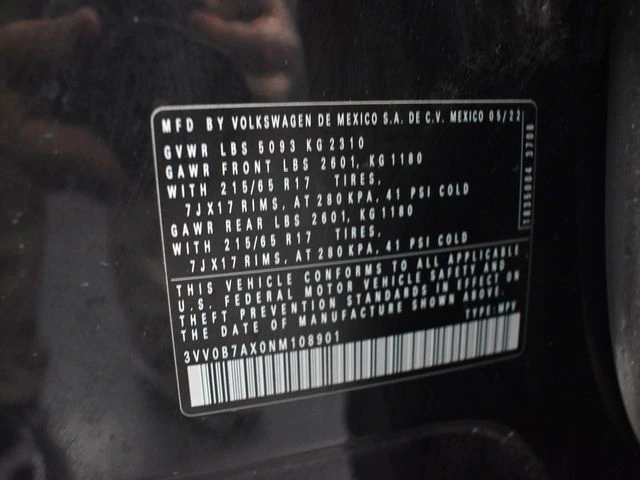 MFD BY VOLKSWAGEN DE MEXICO S.A. DE C.V. MEXICO 05/22
GVWR LBS 5093 KG 2310
GAWR FRONT LBS 2601, KG 1180
WITH 215/65 R17 TIRES,
7JX17 RIMS, AT 280 KPA, 41 PSI COLD
GAWR REAR LBS 2601, KG 1180
WITH 215/65 R17 TIRES,
7JX17 RIMS, AT 280 KPA, 41 PSI COLD
THIS VEHICLE CONFORMS TO ALL APPLICABLE
U.S. FEDERAL MOTOR VEHICLE SAFETY AND
THEFT PREVENTION STANDARDS IN EFFECT ON
THE DATE OF MANUFACTURE SHOWN ABOVE.
3VV0B7AX0NM108901 TYPE: MPV
1B35004 3708